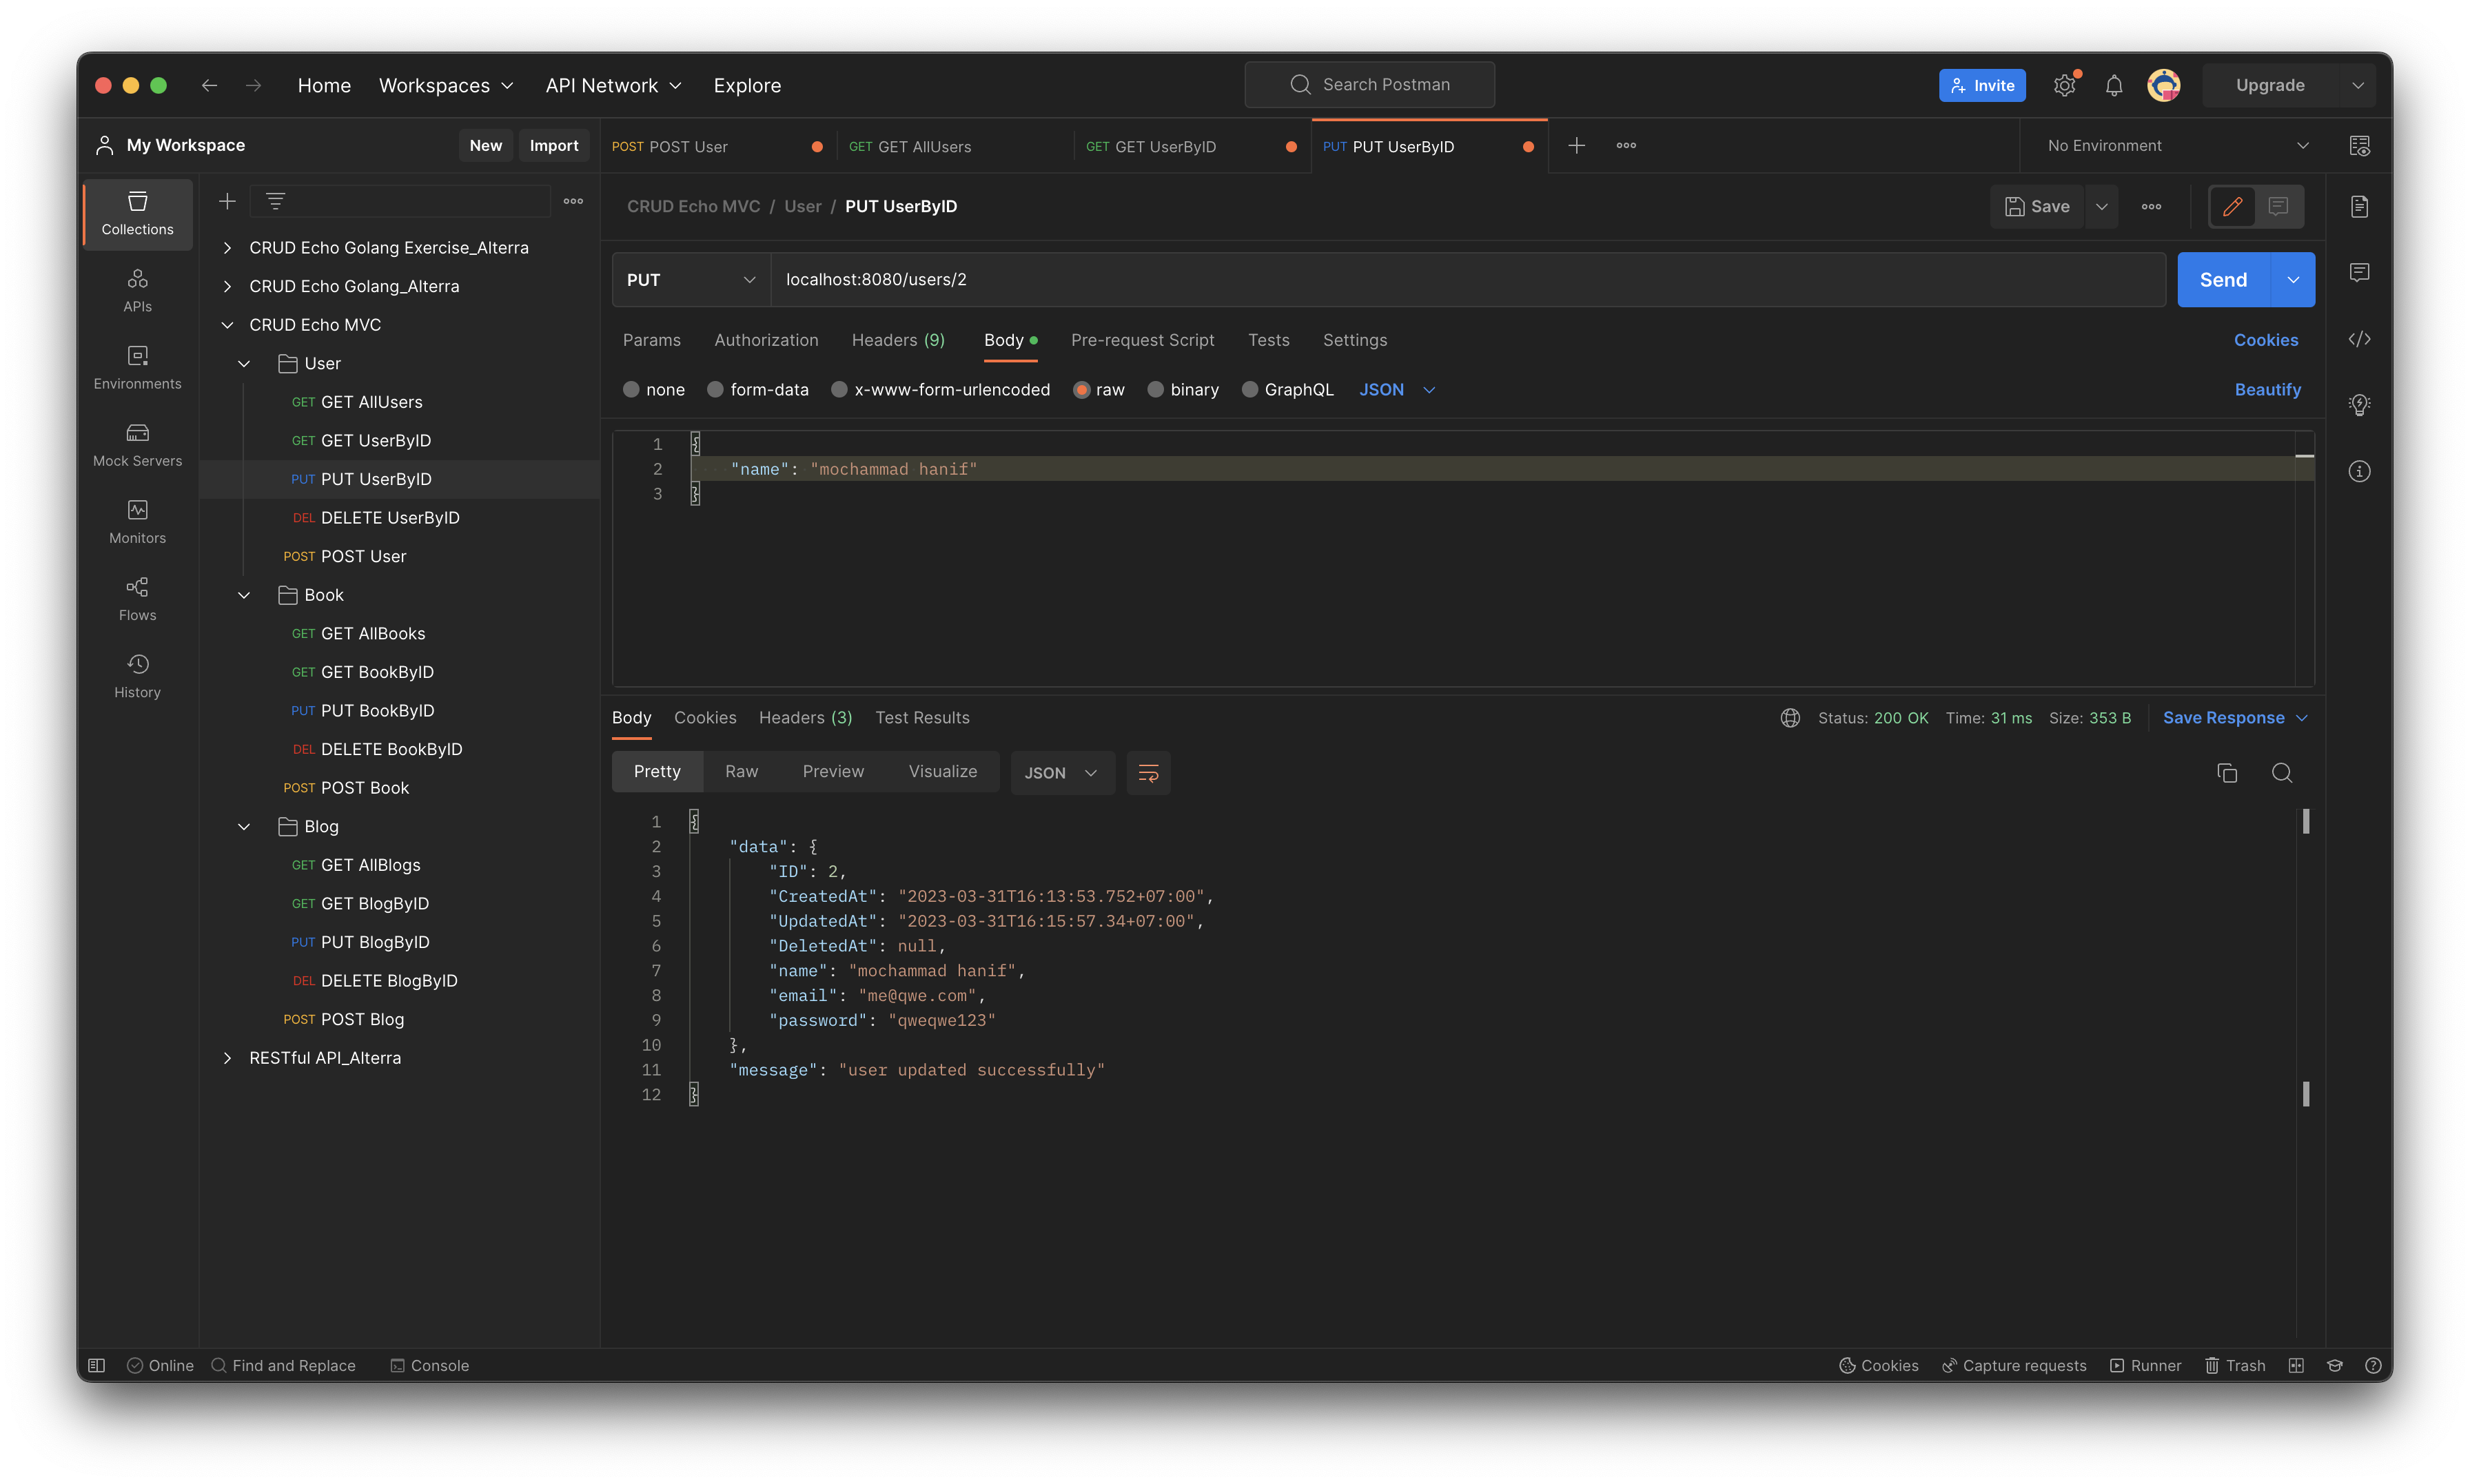 Home Workspaces API Network Explore Search Postman Invite Upgrade
My Workspace New Import
POST POST User GET GET AllUsers GET GET UserByID PUT PUT UserByID No Environment
Collections
APIs
Environments
Mock Servers
Monitors
Flows
History
CRUD Echo Golang Exercise_Alterra
CRUD Echo Golang_Alterra
CRUD Echo MVC
User
GET GET AllUsers
GET GET UserByID
PUT PUT UserByID
DEL DELETE UserByID
POST POST User
Book
GET GET AllBooks
GET GET BookByID
PUT PUT BookByID
DEL DELETE BookByID
POST POST Book
Blog
GET GET AllBlogs
GET GET BlogByID
PUT PUT BlogByID
DEL DELETE BlogByID
POST POST Blog
RESTful API_Alterra
CRUD Echo MVC / User / PUT UserByID Save
PUT localhost:8080/users/2 Send
Params Authorization Headers (9) Body Pre-request Script Tests Settings Cookies
none form-data x-www-form-urlencoded raw binary GraphQL JSON Beautify
1 {
2 "name": "mochammad hanif"
3 }
Body Cookies Headers (3) Test Results Status: 200 OK Time: 31 ms Size: 353 B Save Response
Pretty Raw Preview Visualize JSON
1 {
2 "data": {
3 "ID": 2,
4 "CreatedAt": "2023-03-31T16:13:53.752+07:00",
5 "UpdatedAt": "2023-03-31T16:15:57.34+07:00",
6 "DeletedAt": null,
7 "name": "mochammad hanif",
8 "email": "me@qwe.com",
9 "password": "qweqwe123"
10 },
11 "message": "user updated successfully"
12 }
Online Find and Replace Console Cookies Capture requests Runner Trash